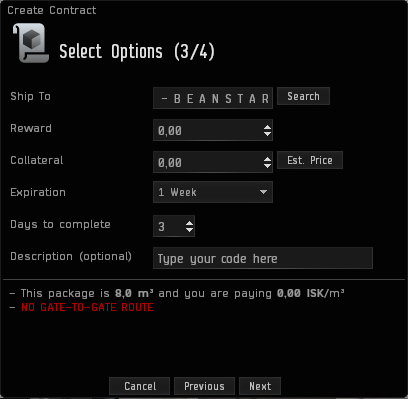 Create Contract
Select Options (3/4)
Ship To
- B E A N S T A R
Search
Reward
0,00
Collateral
0,00
Est. Price
Expiration
1 Week
Days to complete
3
Description (optional)
Type your code here
- This package is 8,0 m³ and you are paying 0,00 ISK/m³
- NO GATE-TO-GATE ROUTE
Cancel
Previous
Next